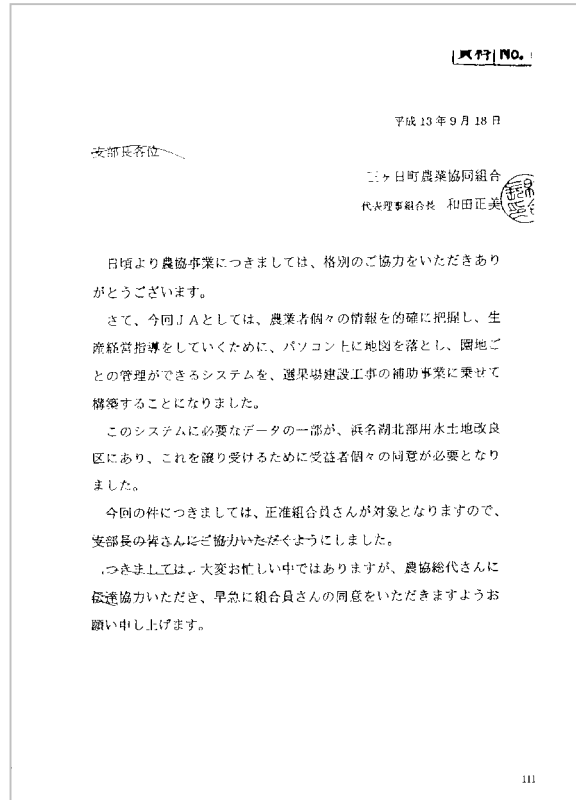 資料 No.
平成 13 年 9 月 18 日
支部長各位
三ヶ日町農業協同組合
代表理事組合長 和田正美
日頃より農協事業につきましては、格別のご協力をいただきあり
がとうございます。
さて、今回JAとしては、農業者個々の情報を的確に把握し、生
産経営指導をしていくために、パソコン上に地図を落とし、園地ご
との管理ができるシステムを、選果場建設工事の補助事業に乗せて
構築することになりました。
このシステムに必要なデータの一部が、浜名湖北部用水土地改良
区にあり、これを譲り受けるために受益者個々の同意が必要となり
ました。
今回の件につきましては、正准組合員さんが対象となりますので、
支部長の皆さんにご協力いただくようにしました。
つきましては、大変お忙しい中ではありますが、農協総代さんに
伝達協力いただき、早急に組合員さんの同意をいただきますようお
願い申し上げます。
111